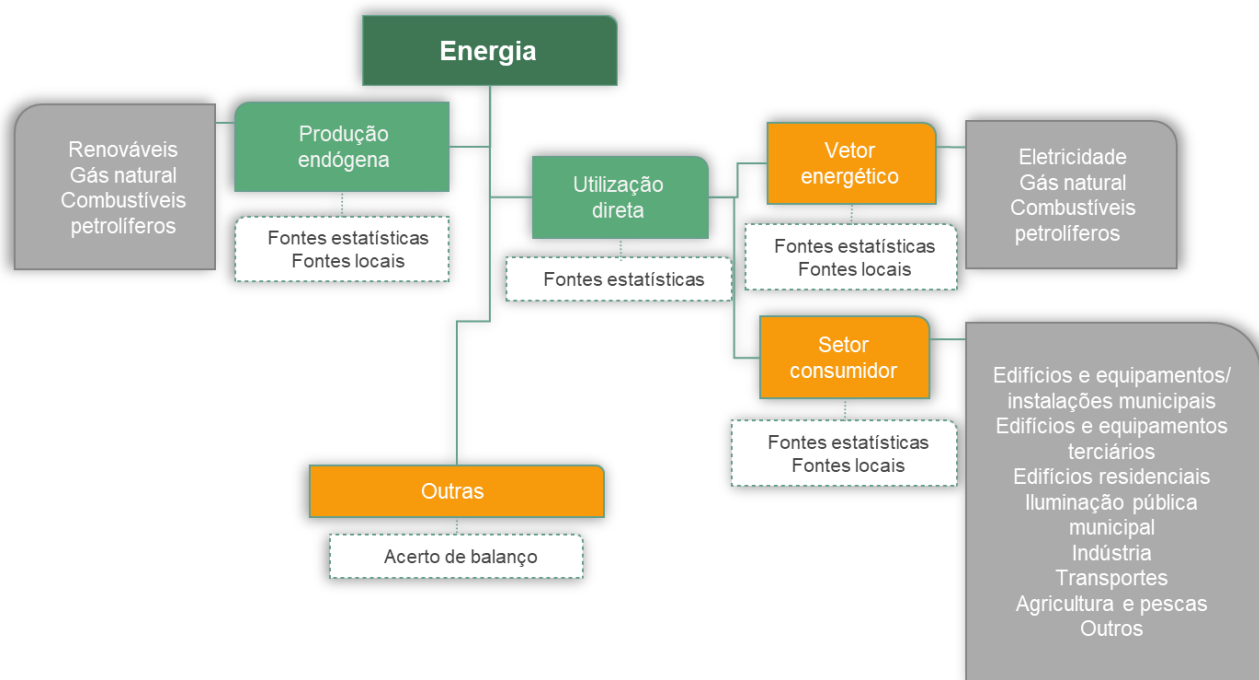 Energia
Renováveis
Gás natural
Combustíveis
petrolíferos
Produção
endógena
Fontes estatísticas
Fontes locais
Utilização
direta
Fontes estatísticas
Vetor
energético
Fontes estatísticas
Fontes locais
Eletricidade
Gás natural
Combustíveis
petrolíferos
Setor
consumidor
Fontes estatísticas
Fontes locais
Edifícios e equipamentos/
instalações municipais
Edifícios e equipamentos
terciários
Edifícios residenciais
Iluminação pública
municipal
Indústria
Transportes
Agricultura e pescas
Outros
Outras
Acerto de balanço